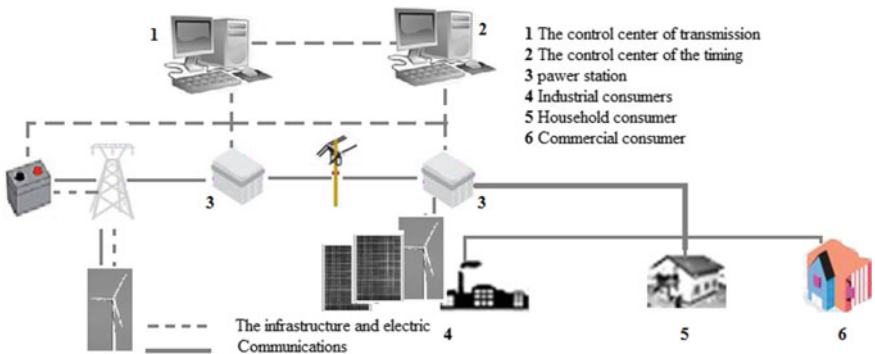 1
2
1 The control center of transmission
2 The control center of the timing
3 pawer station
4 Industrial consumers
5 Household consumer
6 Commercial consumer
3
3
The infrastructure and electric
Communications
4
5
6